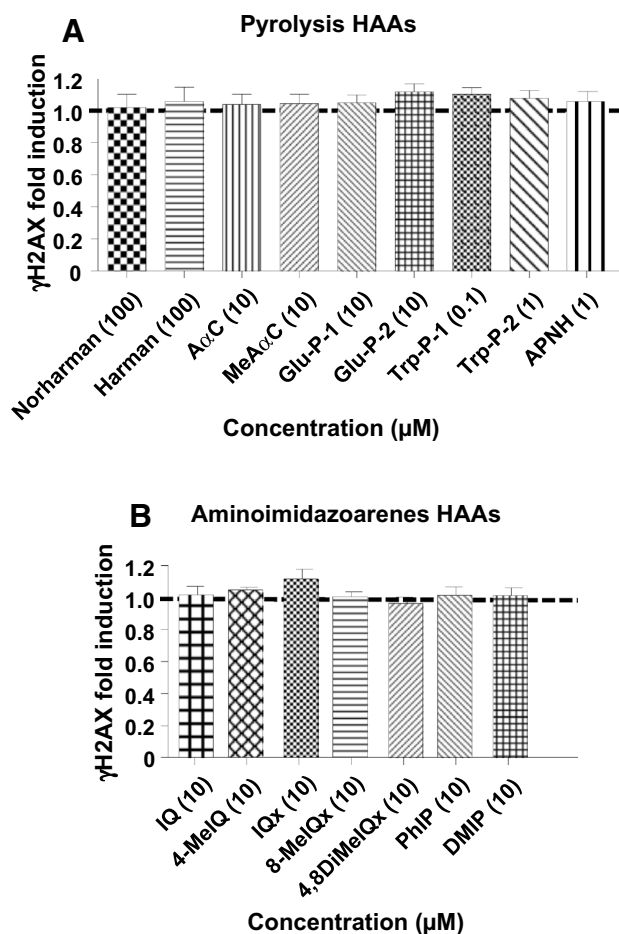 A
Pyrolysis HAAs
γH2AX fold induction
1.2
1.0
0.8
0.6
0.4
0.2
0
Norharman (100)
Harman (100)
AαC (10)
MeAαC (10)
Glu-P-1 (10)
Glu-P-2 (10)
Trp-P-1 (0.1)
Trp-P-2 (1)
APNH (1)
Concentration (µM)
B
Aminoimidazoarenes HAAs
γH2AX fold induction
1.2
1.0
0.8
0.6
0.4
0.2
0
IQ (10)
4-MeIQ (10)
IQx (10)
8-MeIQx (10)
4,8DiMeIQx (10)
PhIP (10)
DMIP (10)
Concentration (µM)